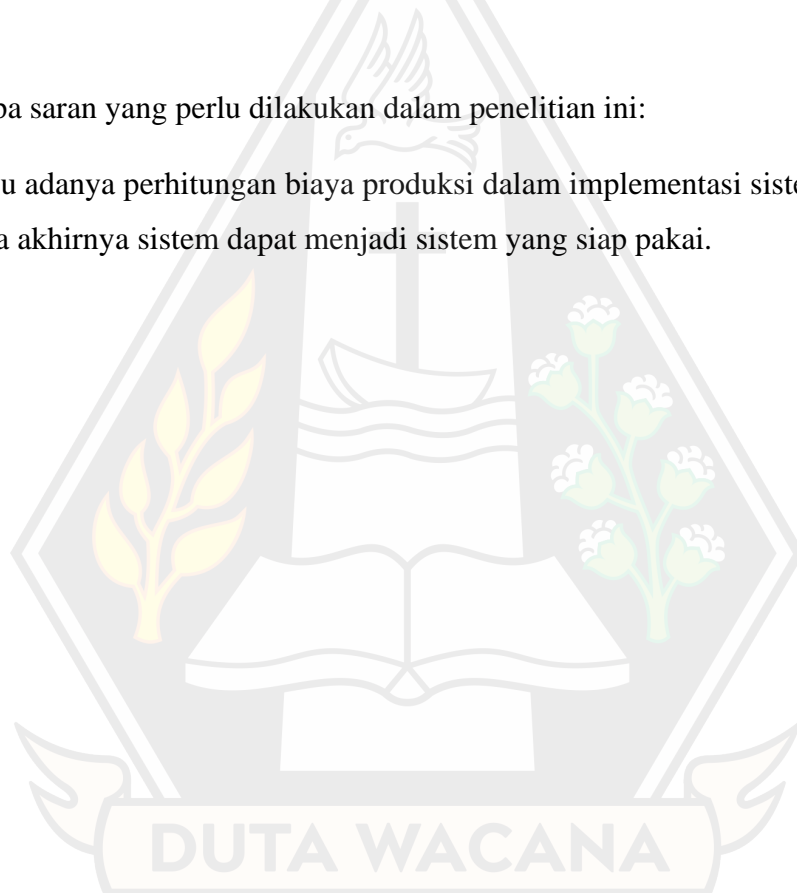 pa saran yang perlu dilakukan dalam penelitian ini:
u adanya perhitungan biaya produksi dalam implementasi siste
a akhirnya sistem dapat menjadi sistem yang siap pakai.
DUTA WACANA